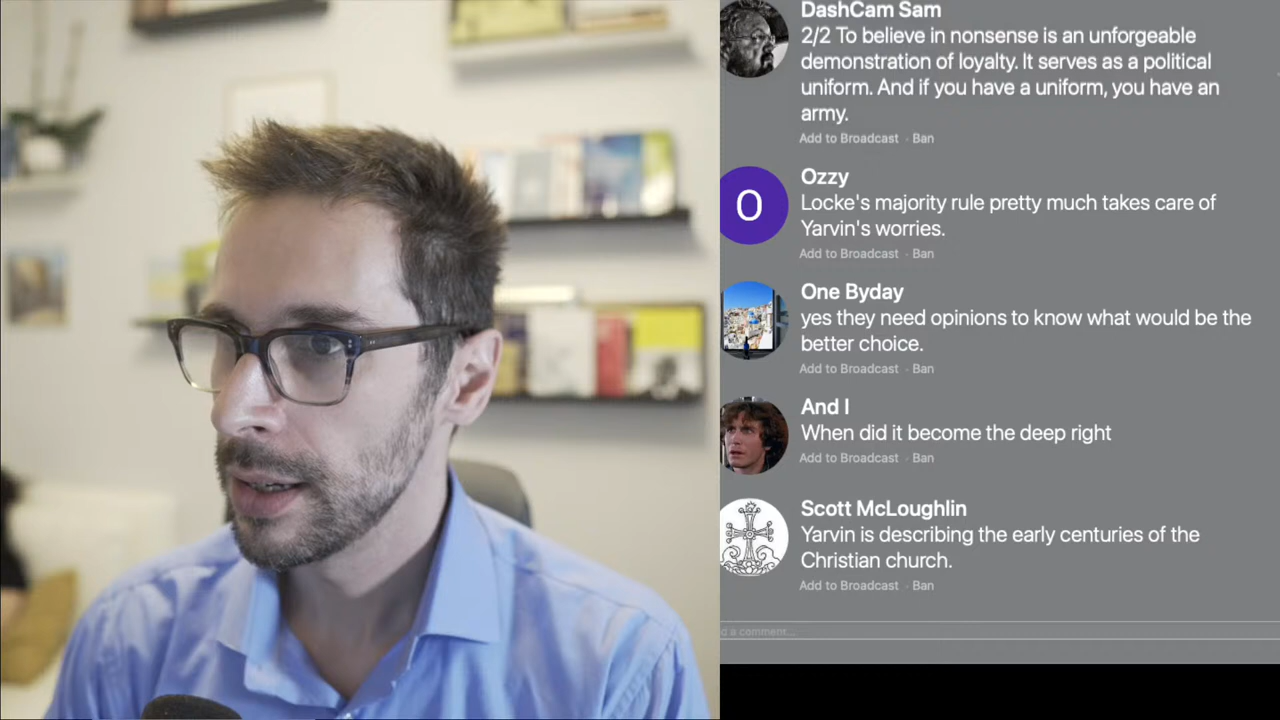 DashCam Sam
2/2 To believe in nonsense is an unforgeable
demonstration of loyalty. It serves as a political
uniform. And if you have a uniform, you have an
army.
Add to Broadcast · Ban
O
Ozzy
Locke's majority rule pretty much takes care of
Yarvin's worries.
Add to Broadcast · Ban
One Byday
yes they need opinions to know what would be the
better choice.
Add to Broadcast · Ban
And I
When did it become the deep right
Add to Broadcast · Ban
Scott McLoughlin
Yarvin is describing the early centuries of the
Christian church.
Add to Broadcast · Ban
d a comment...